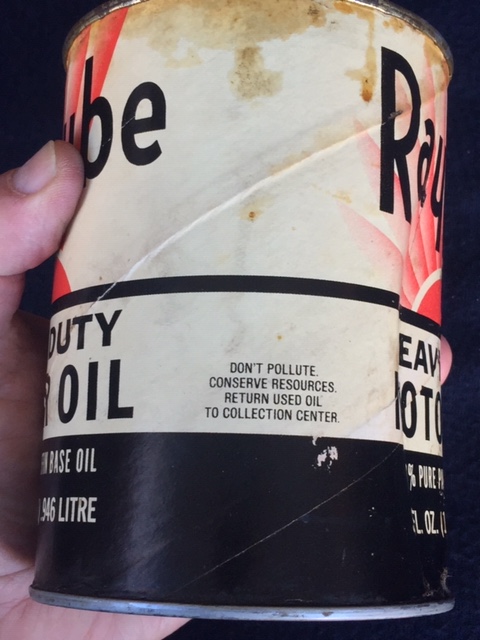 be
Ray
DUTY
OIL
BASE OIL
.946 LITRE
DON'T POLLUTE.
CONSERVE RESOURCES.
RETURN USED OIL
TO COLLECTION CENTER.
EAV
OTO
% PURE P
FL. OZ.